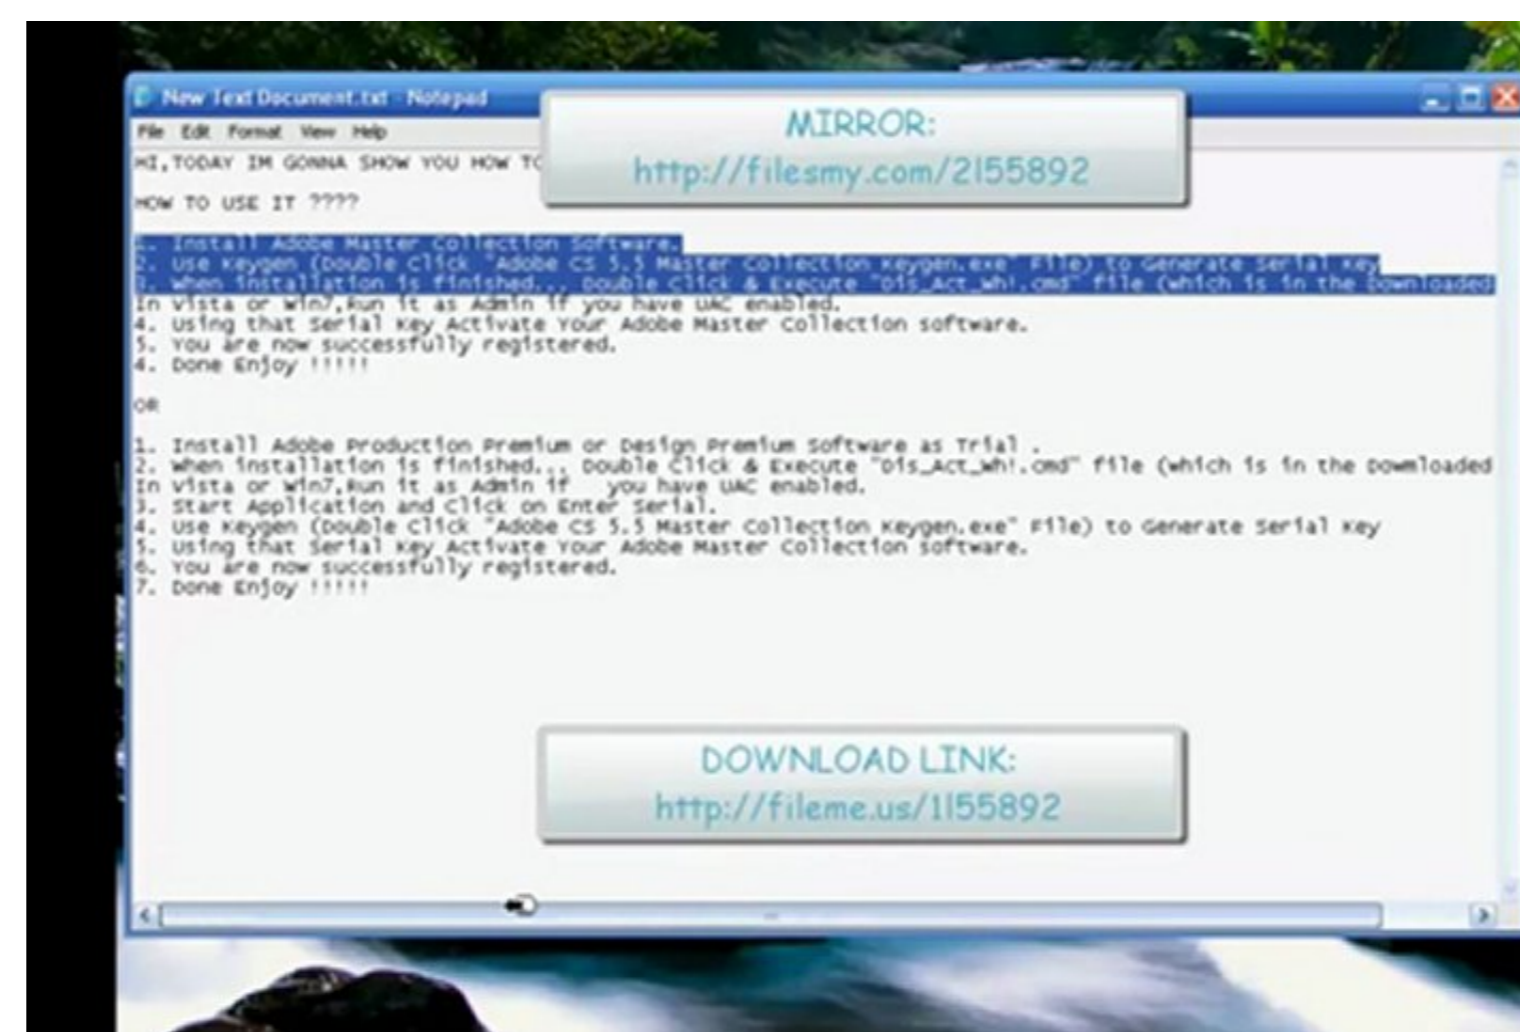 New Text Document.txt - Notepad
File Edit Format View Help
MIRROR:
http://filesmy.com/2155892
HI,TODAY IM GONNA SHOW YOU HOW TO
HOW TO USE IT ????
1. Install Adobe Master Collection Software.
2. Use Keygen (Double Click "Adobe CS 5.5 Master Collection Keygen.exe" File) to Generate Serial Key
3. When installation is finished... Double Click & Execute "Dis_Act_Wh!.cmd" file (which is in the Downloaded
In Vista or Win7,Run it as Admin if you have UAC enabled.
4. Using that Serial Key Activate Your Adobe Master Collection software.
5. You are now successfully registered.
4. Done Enjoy !!!!!
OR
1. Install Adobe Production Premium or Design Premium Software as Trial .
2. When installation is finished... Double Click & Execute "Dis_Act_Wh!.cmd" file (which is in the Downloaded
In Vista or Win7,Run it as Admin if   you have UAC enabled.
3. Start Application and Click on Enter Serial.
4. Use Keygen (Double Click "Adobe CS 5.5 Master Collection Keygen.exe" File) to Generate Serial Key
5. Using that Serial Key Activate Your Adobe Master Collection software.
6. You are now successfully registered.
7. Done Enjoy !!!!!
DOWNLOAD LINK:
http://fileme.us/1155892